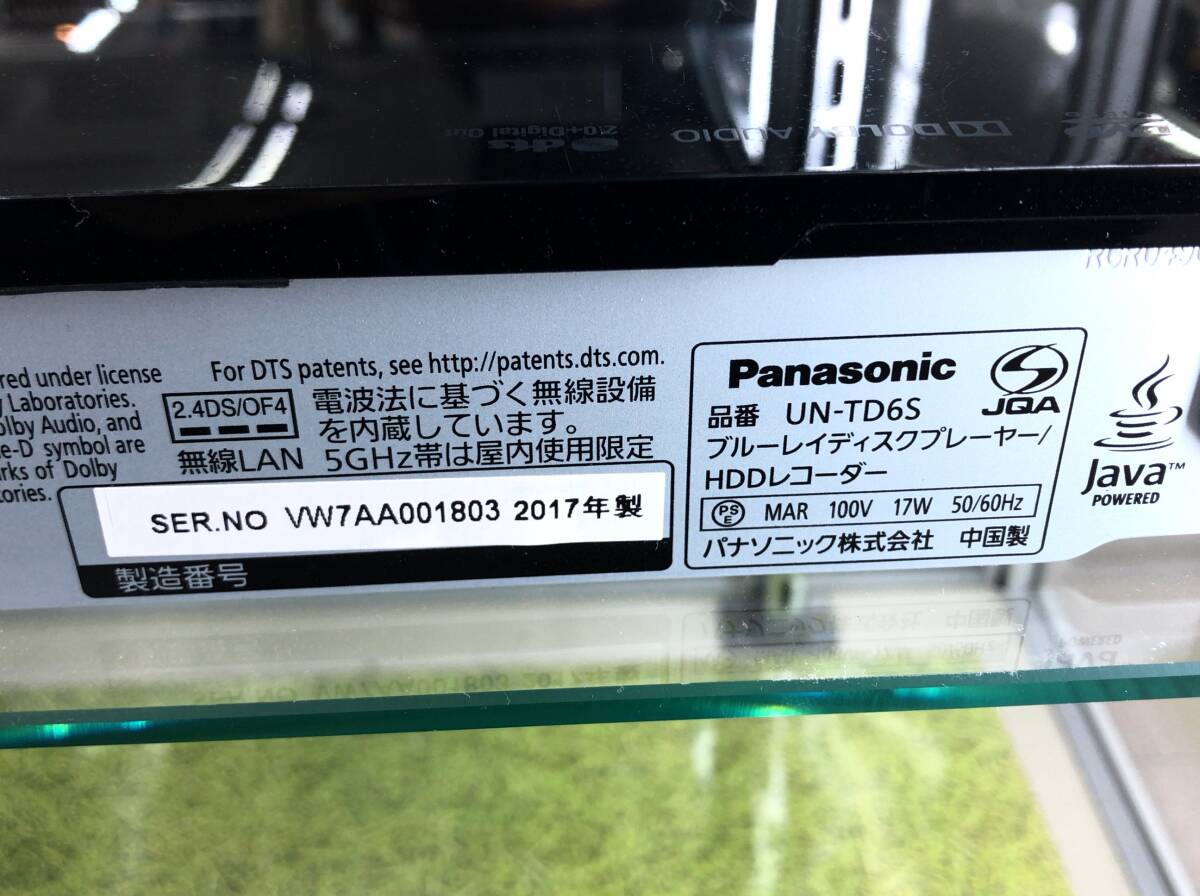 dts
2.0+Digital Out
DOLBY AUDIO
red under license
Laboratories.
Audio, and
-D symbol are
rks of Dolby
tories.
For DTS patents, see http://patents.dts.com.
2.4DS/OF4
電波法に基づく無線設備
を内蔵しています。
無線LAN 5GHz帯は屋内使用限定
SER.NO VW7AA001803 2017年製
製造番号
Panasonic
JQA
品番 UN-TD6S
ブルーレイディスクプレーヤー/
HDDレコーダー
PSE MAR 100V 17W 50/60Hz
パナソニック株式会社 中国製
Java™
POWERED